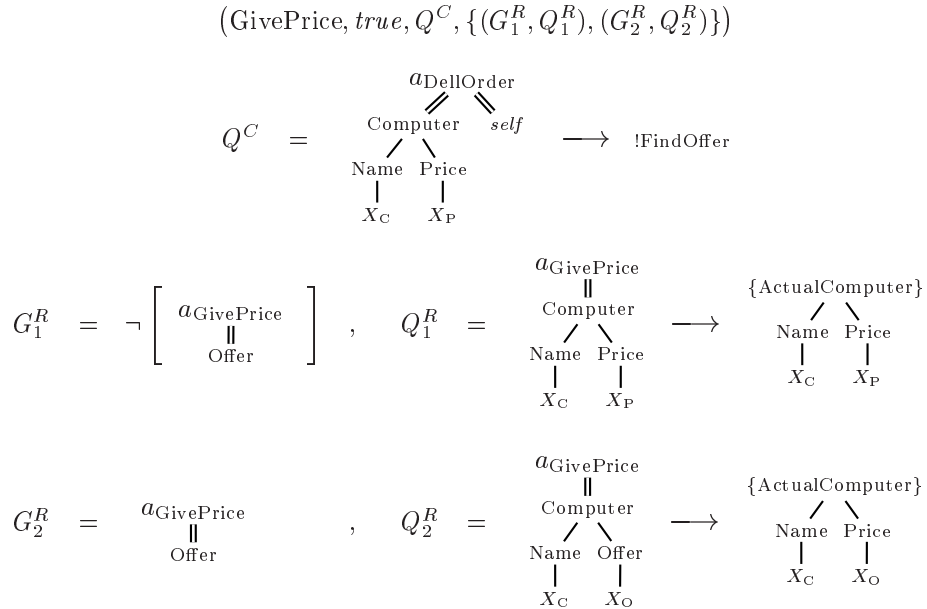 (GivePrice, true, Q^C, {(G_1^R, Q_1^R), (G_2^R, Q_2^R)})
a_DellOrder
Computer self
Q^C = ⟶ !FindOffer
Name Price
X_C X_P
a_GivePrice
{ActualComputer}
G_1^R = ¬ [ a_GivePrice ] , Q_1^R = Computer ⟶
Offer
Name Price Name Price
X_C X_P X_C X_P
a_GivePrice
{ActualComputer}
G_2^R = a_GivePrice , Q_2^R = Computer ⟶
Offer
Name Offer Name Price
X_C X_O X_C X_O